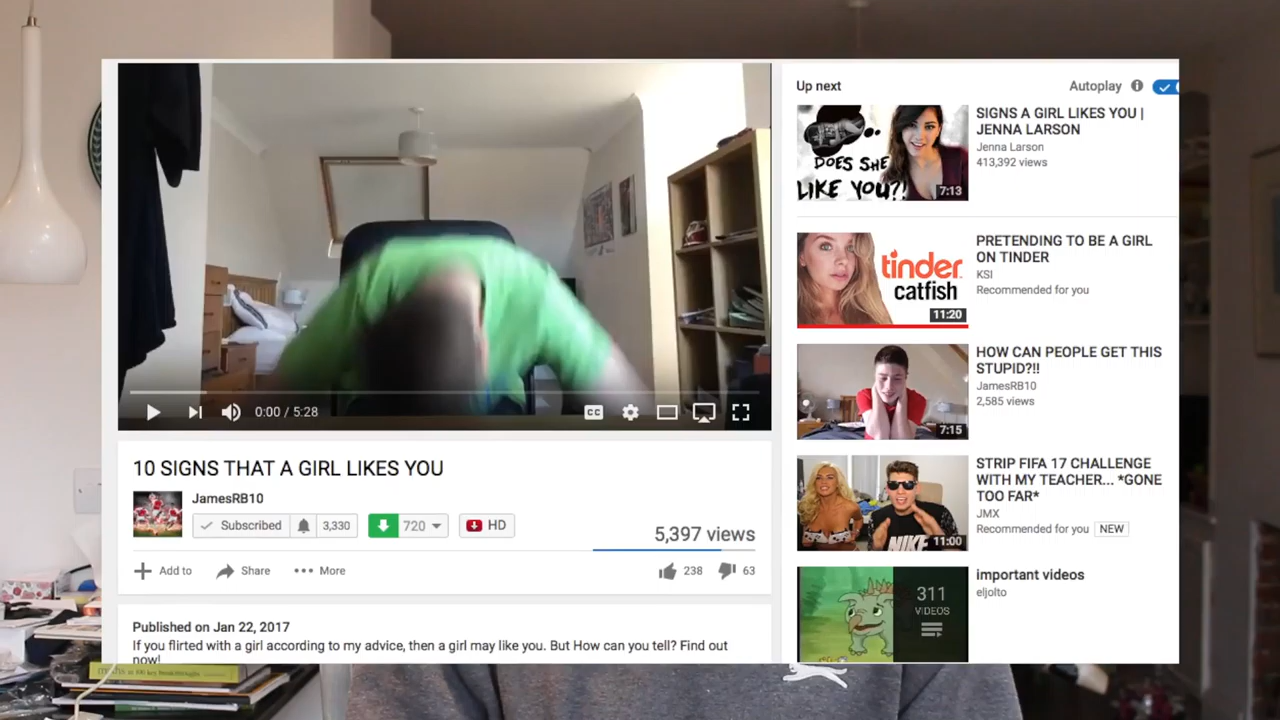 0:00 / 5:28
CC
10 SIGNS THAT A GIRL LIKES YOU
JamesRB10
Subscribed 3,330
720
HD
5,397 views
Add to
Share
More
238
63
Published on Jan 22, 2017
If you flirted with a girl according to my advice, then a girl may like you. But How can you tell? Find out
now!
Up next
Autoplay
DOES SHE
LIKE YOU?!
7:13
SIGNS A GIRL LIKES YOU |
JENNA LARSON
Jenna Larson
413,392 views
tinder
catfish
11:20
PRETENDING TO BE A GIRL
ON TINDER
KSI
Recommended for you
7:15
HOW CAN PEOPLE GET THIS
STUPID?!!
JamesRB10
2,585 views
NIKE
11:00
STRIP FIFA 17 CHALLENGE
WITH MY TEACHER... *GONE
TOO FAR*
JMX
Recommended for you NEW
311
VIDEOS
important videos
eljolto